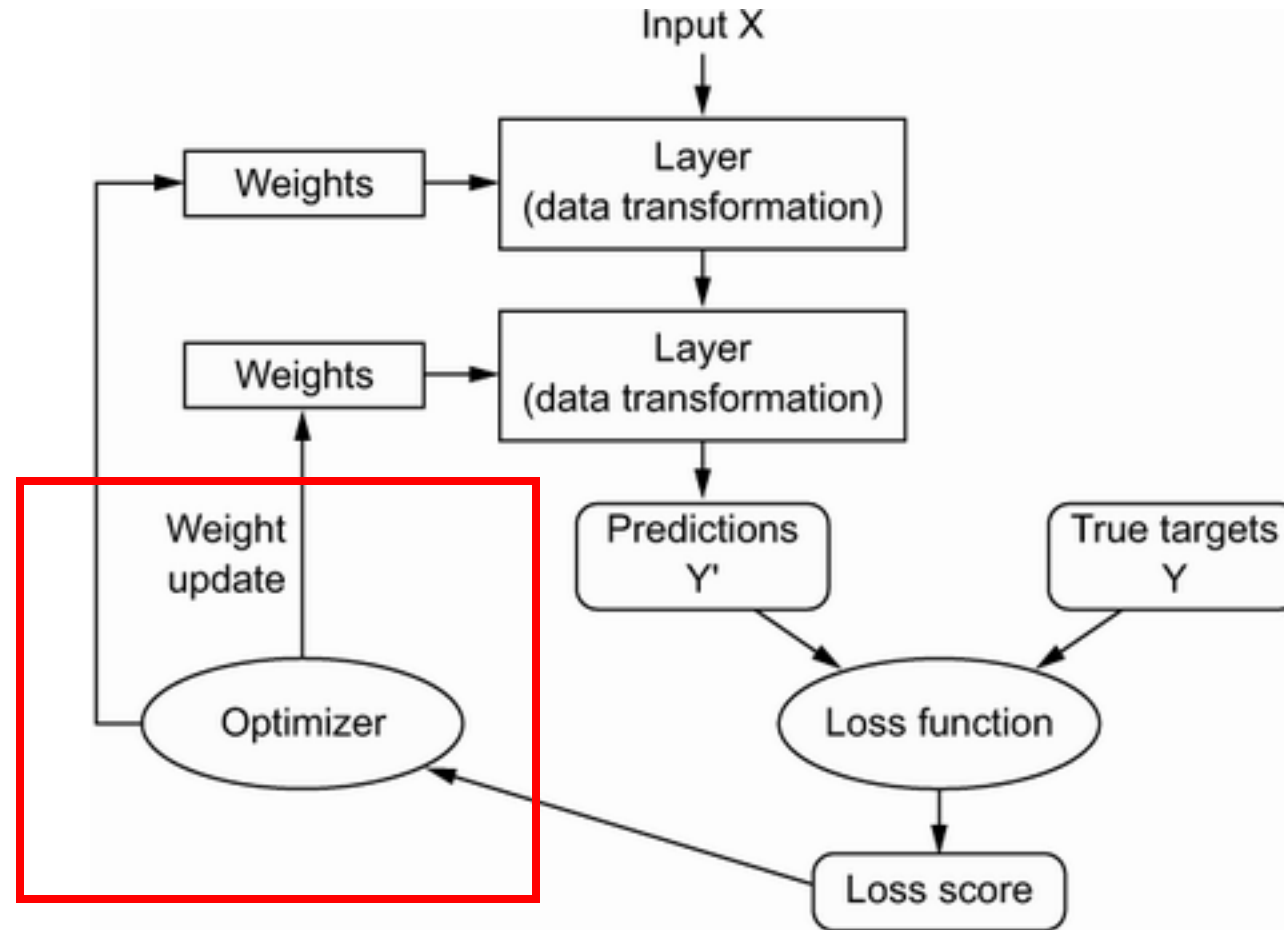 Input X
Weights
Layer
(data transformation)
Weights
Layer
(data transformation)
Weight
update
Predictions
Y'
True targets
Y
Optimizer
Loss function
Loss score